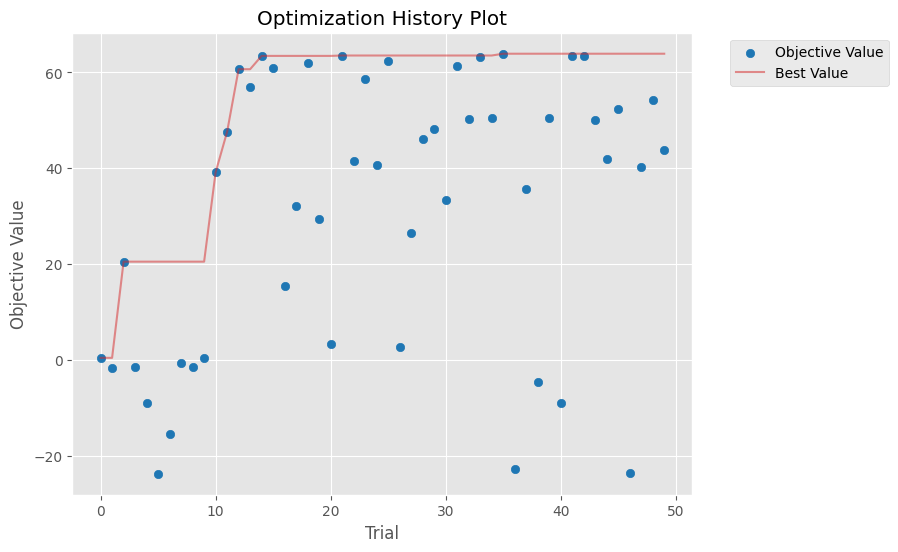 Optimization History Plot
Objective Value
Best Value
Objective Value
60
40
20
0
−20
0 10 20 30 40 50
Trial